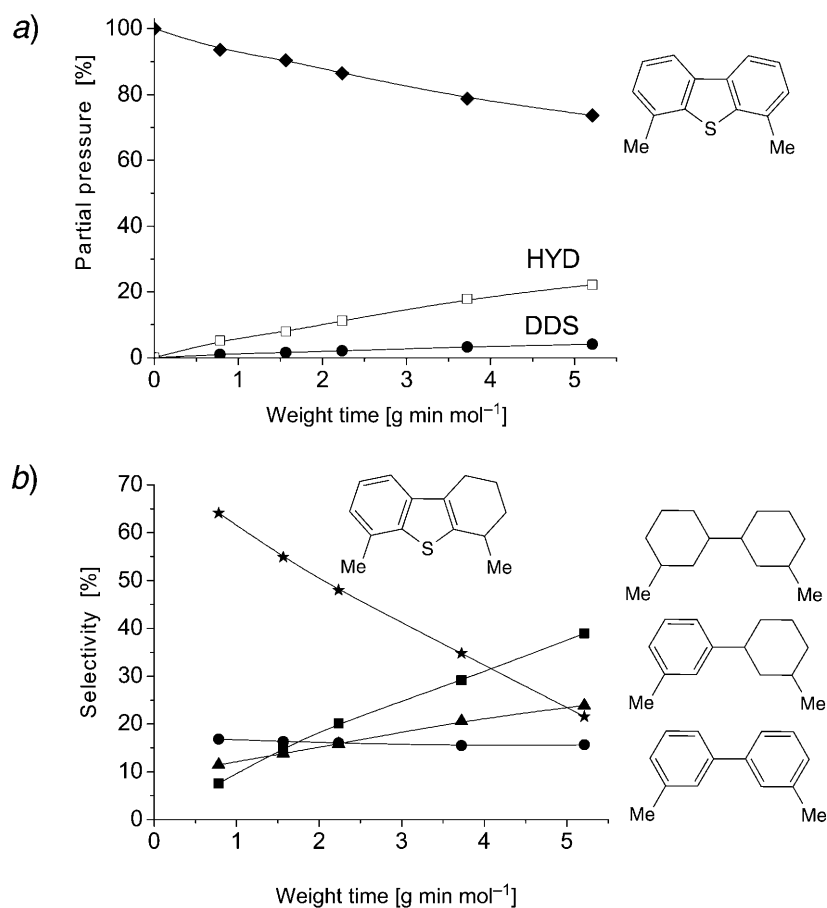 a)
Partial pressure [%]
100
80
60
40
20
0
HYD
DDS
0 1 2 3 4 5
Weight time [g min mol⁻¹]
S
Me Me
b)
Selectivity [%]
70
60
50
40
30
20
10
0
S
Me Me
0 1 2 3 4 5
Weight time [g min mol⁻¹]
Me Me
Me Me
Me Me